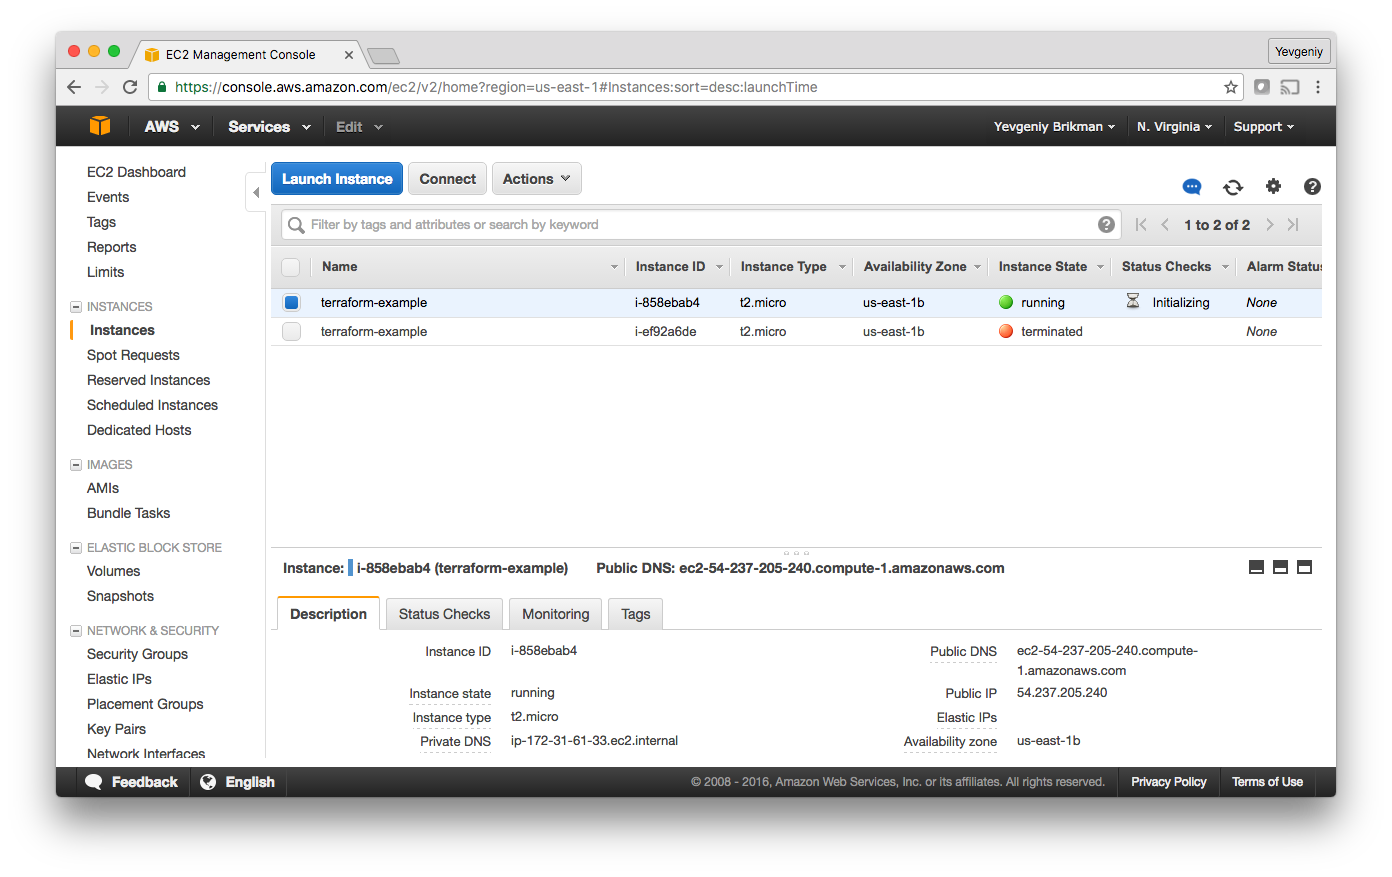 EC2 Management Console
Yevgeniy
https://console.aws.amazon.com/ec2/v2/home?region=us-east-1#Instances:sort=desc:launchTime
AWS Services Edit Yevgeniy Brikman N. Virginia Support
EC2 Dashboard
Events
Tags
Reports
Limits
INSTANCES
Instances
Spot Requests
Reserved Instances
Scheduled Instances
Dedicated Hosts
IMAGES
AMIs
Bundle Tasks
ELASTIC BLOCK STORE
Volumes
Snapshots
NETWORK & SECURITY
Security Groups
Elastic IPs
Placement Groups
Key Pairs
Network Interfaces
Launch Instance Connect Actions
Filter by tags and attributes or search by keyword
1 to 2 of 2
Name Instance ID Instance Type Availability Zone Instance State Status Checks Alarm Status
terraform-example i-858ebab4 t2.micro us-east-1b running Initializing None
terraform-example i-ef92a6de t2.micro us-east-1b terminated None
Instance: i-858ebab4 (terraform-example) Public DNS: ec2-54-237-205-240.compute-1.amazonaws.com
Description Status Checks Monitoring Tags
Instance ID i-858ebab4
Instance state running
Instance type t2.micro
Private DNS ip-172-31-61-33.ec2.internal
Public DNS ec2-54-237-205-240.compute-
1.amazonaws.com
Public IP 54.237.205.240
Elastic IPs
Availability zone us-east-1b
Feedback English © 2008 - 2016, Amazon Web Services, Inc. or its affiliates. All rights reserved. Privacy Policy Terms of Use